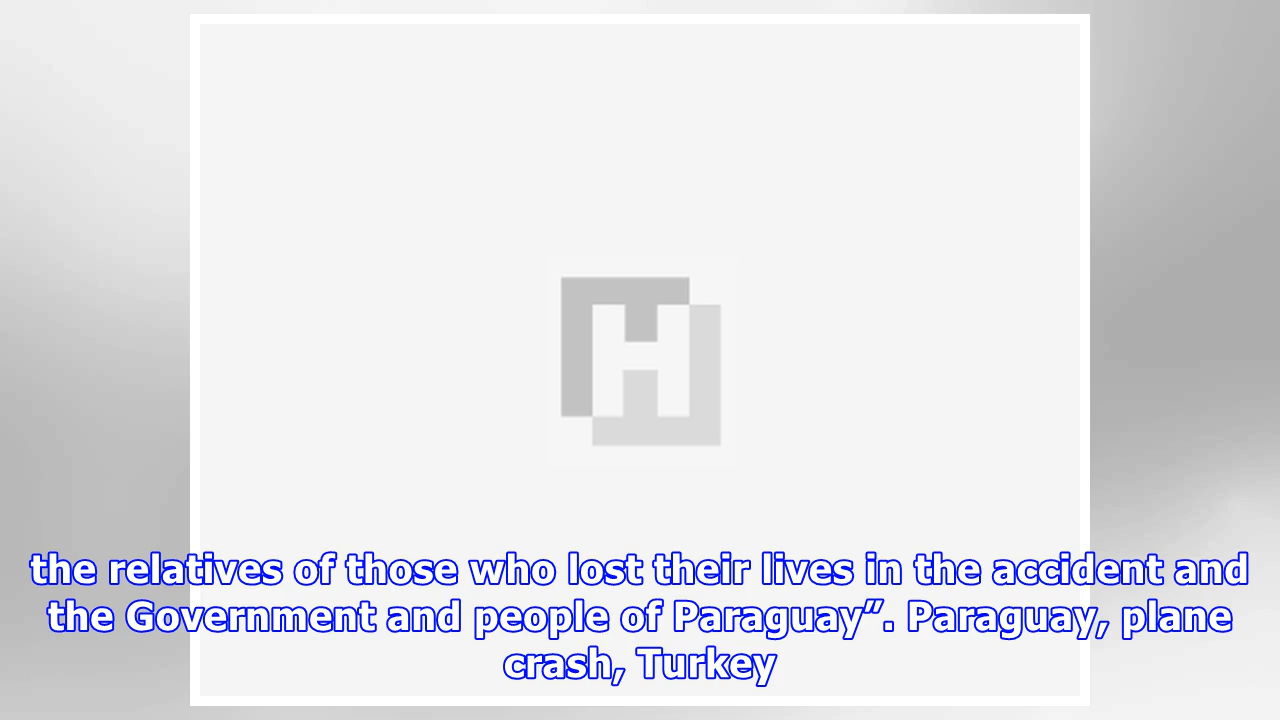 H
the relatives of those who lost their lives in the accident and
the Government and people of Paraguay”. Paraguay, plane
crash, Turkey